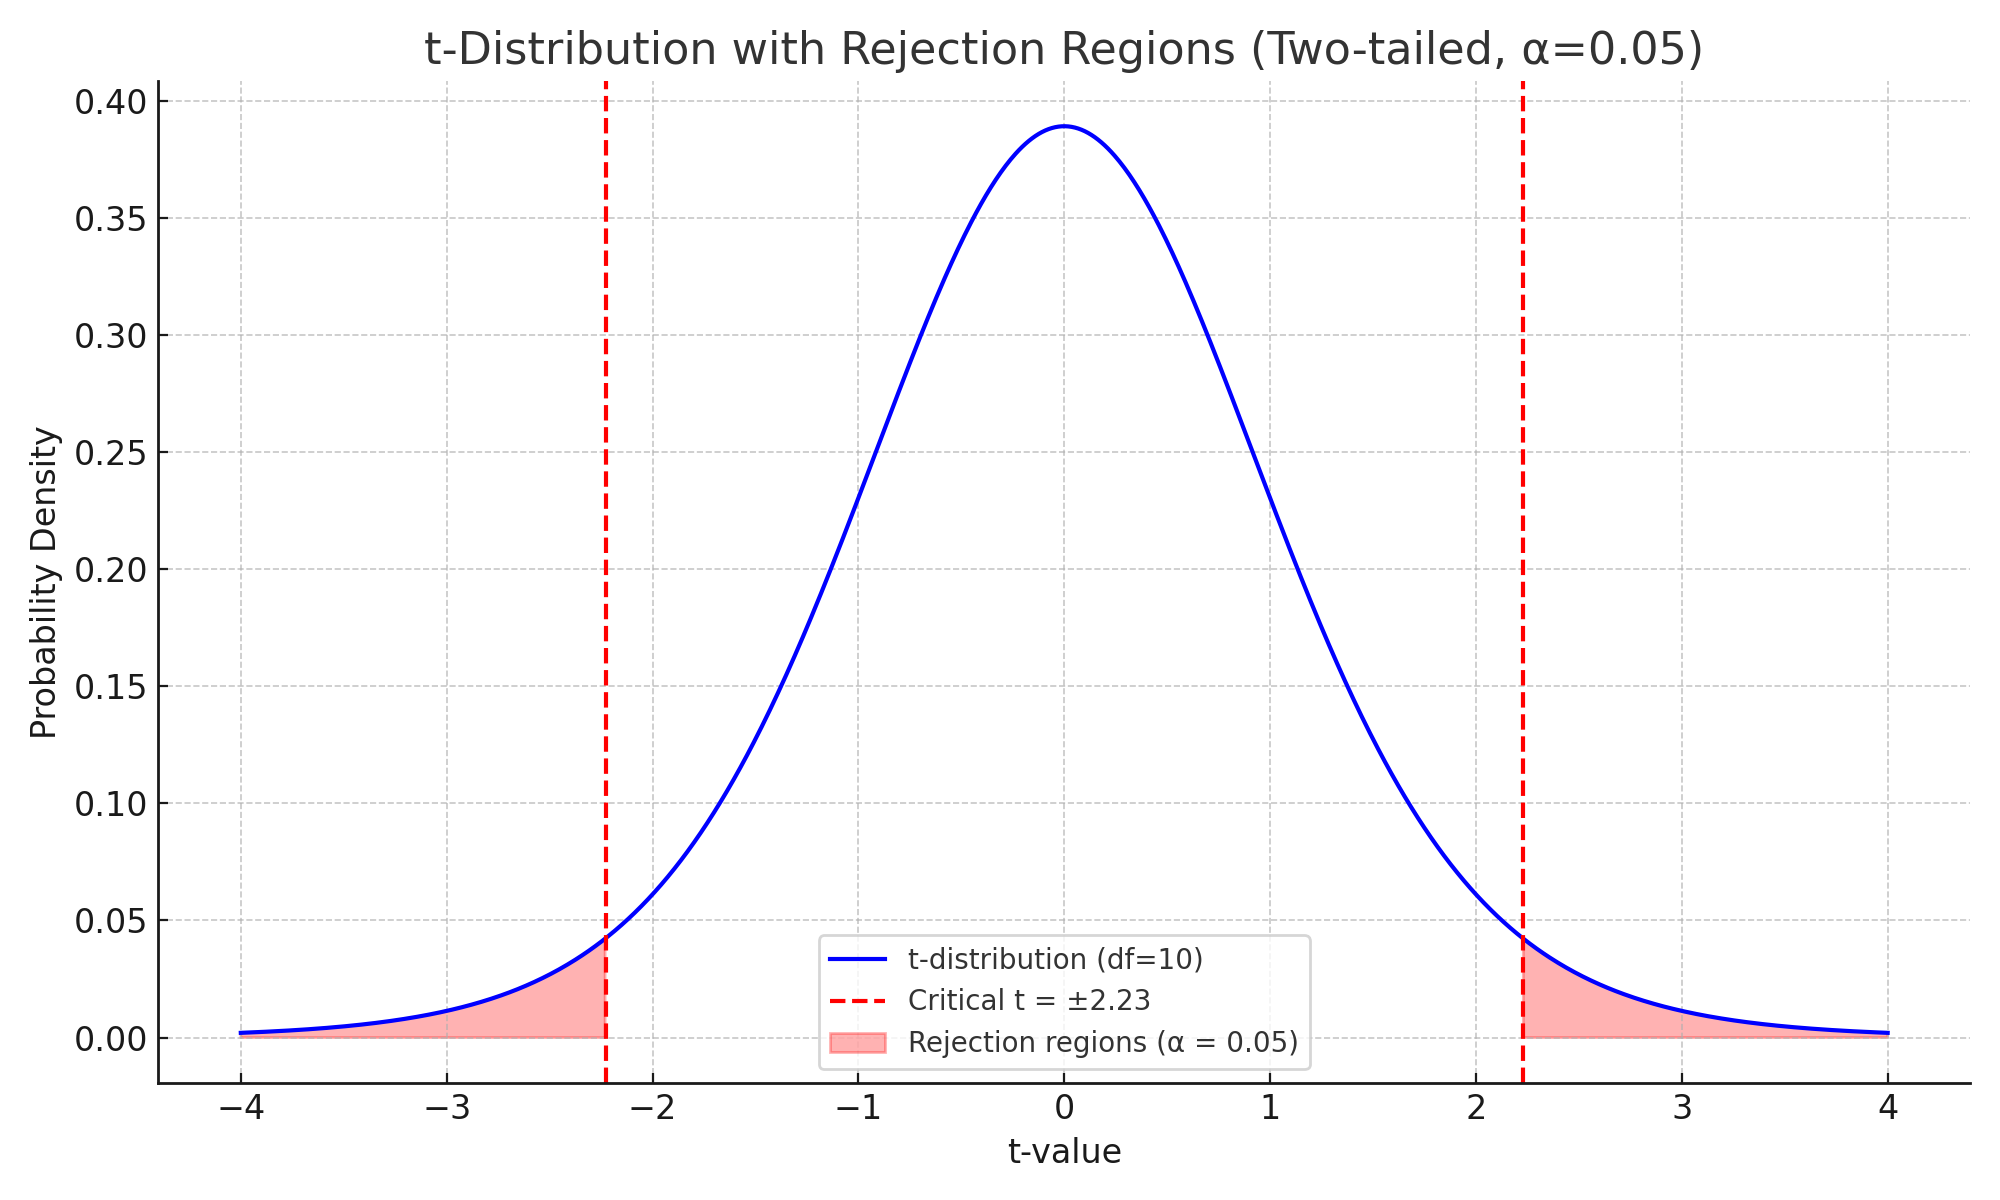 t-Distribution with Rejection Regions (Two-tailed, α=0.05)
0.40
0.35
0.30
0.25
0.20
0.15
0.10
0.05
0.00
Probability Density
t-distribution (df=10)
Critical t = ±2.23
Rejection regions (α = 0.05)
−4 −3 −2 −1 0 1 2 3 4
t-value